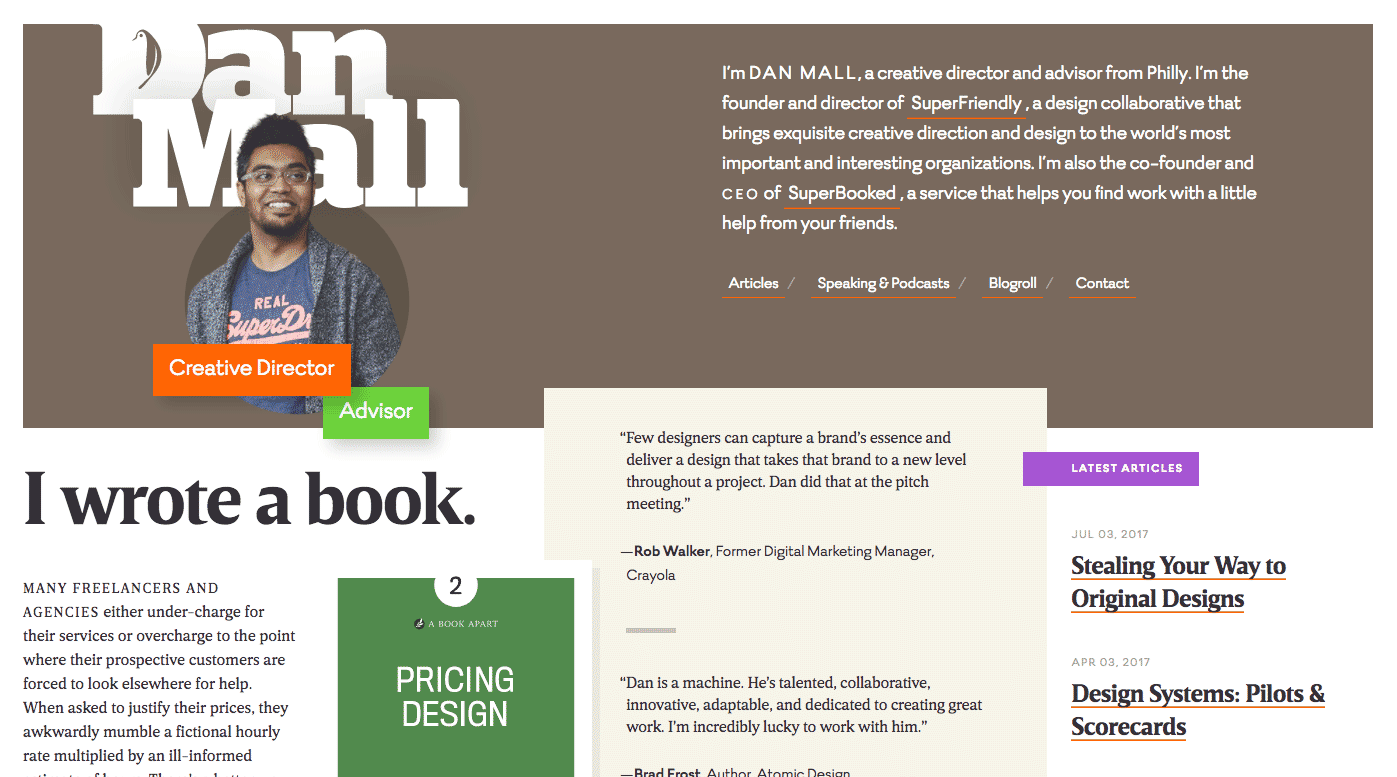 Dan
Mall
REAL
SuperDr
Creative Director
Advisor
I’m DAN MALL, a creative director and advisor from Philly. I’m the
founder and director of SuperFriendly, a design collaborative that
brings exquisite creative direction and design to the world’s most
important and interesting organizations. I’m also the co-founder and
CEO of SuperBooked, a service that helps you find work with a little
help from your friends.
Articles / Speaking & Podcasts / Blogroll / Contact
I wrote a book.
MANY FREELANCERS AND
AGENCIES either under-charge for
their services or overcharge to the point
where their prospective customers are
forced to look elsewhere for help.
When asked to justify their prices, they
awkwardly mumble a fictional hourly
rate multiplied by an ill-informed
2
A BOOK APART
PRICING
DESIGN
“Few designers can capture a brand’s essence and
deliver a design that takes that brand to a new level
throughout a project. Dan did that at the pitch
meeting.”
—Rob Walker, Former Digital Marketing Manager,
Crayola
“Dan is a machine. He’s talented, collaborative,
innovative, adaptable, and dedicated to creating great
work. I’m incredibly lucky to work with him.”
—Brad Frost, Author, Atomic Design
LATEST ARTICLES
JUL 03, 2017
Stealing Your Way to
Original Designs
APR 03, 2017
Design Systems: Pilots &
Scorecards